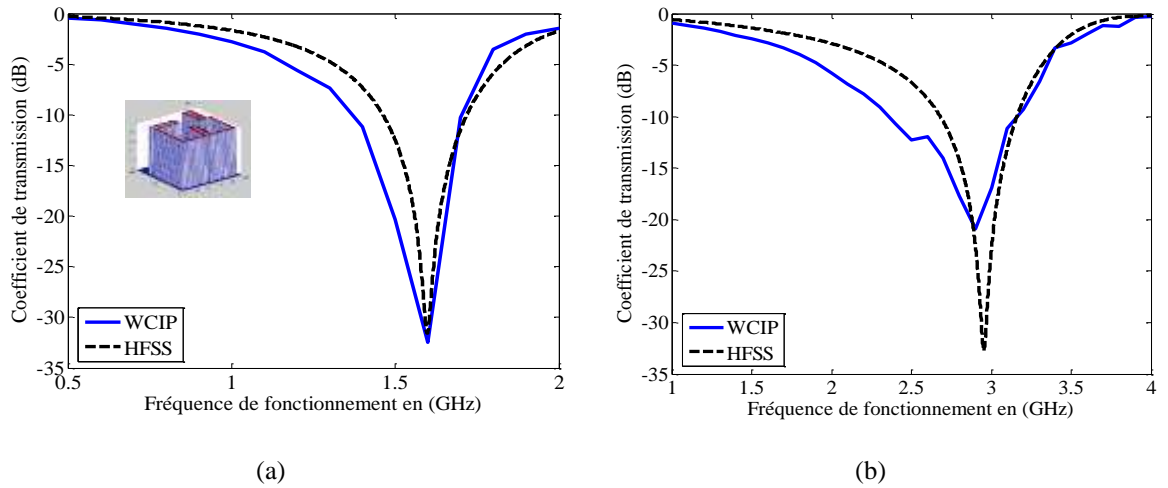 0
-5
-10
-15
-20
-25
-30
-35
Coefficient de transmission (dB)
WCIP
HFSS
0.5 1 1.5 2
Fréquence de fonctionnement en (GHz)
(a)
0
-5
-10
-15
-20
-25
-30
-35
Coefficient de transmission (dB)
WCIP
HFSS
1 1.5 2 2.5 3 3.5 4
Fréquence de fonctionnement en (GHz)
(b)